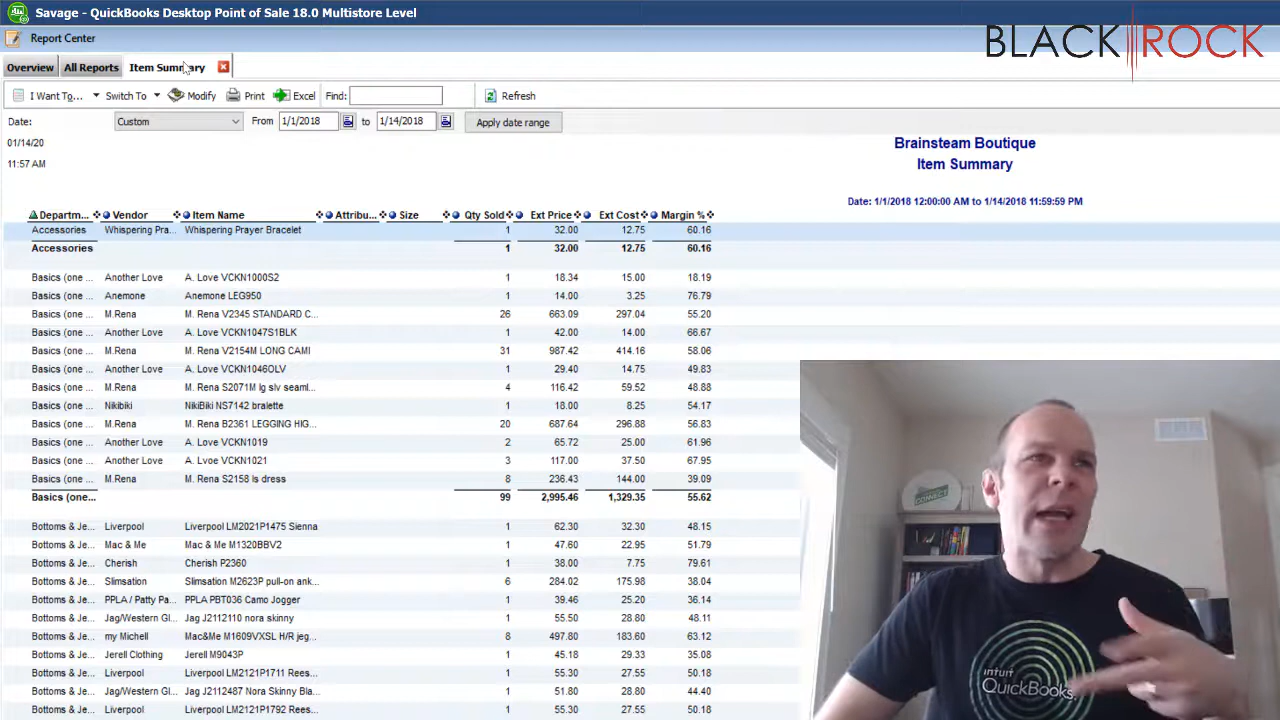 Savage - QuickBooks Desktop Point of Sale 18.0 Multistore Level
Report Center
BLACK ROCK
Overview All Reports Item Summary
I Want To... Switch To Modify Print Excel Find: Refresh
Date: Custom From 1/1/2018 to 1/14/2018 Apply date range
01/14/20
11:57 AM
Brainsteam Boutique
Item Summary
Date: 1/1/2018 12:00:00 AM to 1/14/2018 11:59:59 PM
Departm... Vendor Item Name Attribu... Size Qty Sold Ext Price Ext Cost Margin %
Accessories Whispering Pra... Whispering Prayer Bracelet 1 32.00 12.75 60.16
Accessories 1 32.00 12.75 60.16
Basics (one ... Another Love A. Love VCKN1000S2 1 18.34 15.00 18.19
Basics (one ... Anemone Anemone LEG950 1 14.00 3.25 76.79
Basics (one ... M.Rena M. Rena V2345 STANDARD C... 26 663.09 297.04 55.20
Basics (one ... Another Love A. Love VCKN1047S1BLK 1 42.00 14.00 66.67
Basics (one ... M.Rena M. Rena V2154M LONG CAMI 31 987.42 414.16 58.06
Basics (one ... Another Love A. Love VCKN1046OLV 1 29.40 14.75 49.83
Basics (one ... M.Rena M. Rena S2071M lg slv seaml... 4 116.42 59.52 48.88
Basics (one ... Nikibiki NikiBiki NS7142 bralette 1 18.00 8.25 54.17
Basics (one ... M.Rena M. Rena B2361 LEGGING HIG... 20 687.64 296.88 56.83
Basics (one ... Another Love A. Love VCKN1019 2 65.72 25.00 61.96
Basics (one ... Another Love A. Lvoe VCKN1021 3 117.00 37.50 67.95
Basics (one ... M.Rena M. Rena S2158 ls dress 8 236.43 144.00 39.09
Basics (one... 99 2,995.46 1,329.35 55.62
Bottoms & Je... Liverpool Liverpool LM2021P1475 Sienna 1 62.30 32.30 48.15
Bottoms & Je... Mac & Me Mac & Me M1320BBV2 1 47.60 22.95 51.79
Bottoms & Je... Cherish Cherish P2360 1 38.00 7.75 79.61
Bottoms & Je... Slimsation Slimsation M2623P pull-on ank... 6 284.02 175.98 38.04
Bottoms & Je... PPLA / Patty Pa... PPLA PBT036 Camo Jogger 1 39.46 25.20 36.14
Bottoms & Je... Jag/Western Gl... Jag J2112110 nora skinny 1 55.50 28.80 48.11
Bottoms & Je... my Michell Mac&Me M1609VXSL H/R jeg... 8 497.80 183.60 63.12
Bottoms & Je... Jerell Clothing Jerell M9043P 1 45.18 29.33 35.08
Bottoms & Je... Liverpool LM2121P1711 Rees... 1 55.30 27.55 50.18
Bottoms & Je... Jag/Western Gl... Jag J2112487 Nora Skinny Bla... 1 51.80 28.80 44.40
Bottoms & Je... Liverpool Liverpool LM2121P1792 Rees... 1 55.30 27.55 50.18
CONNECT
intuit
QuickBooks.